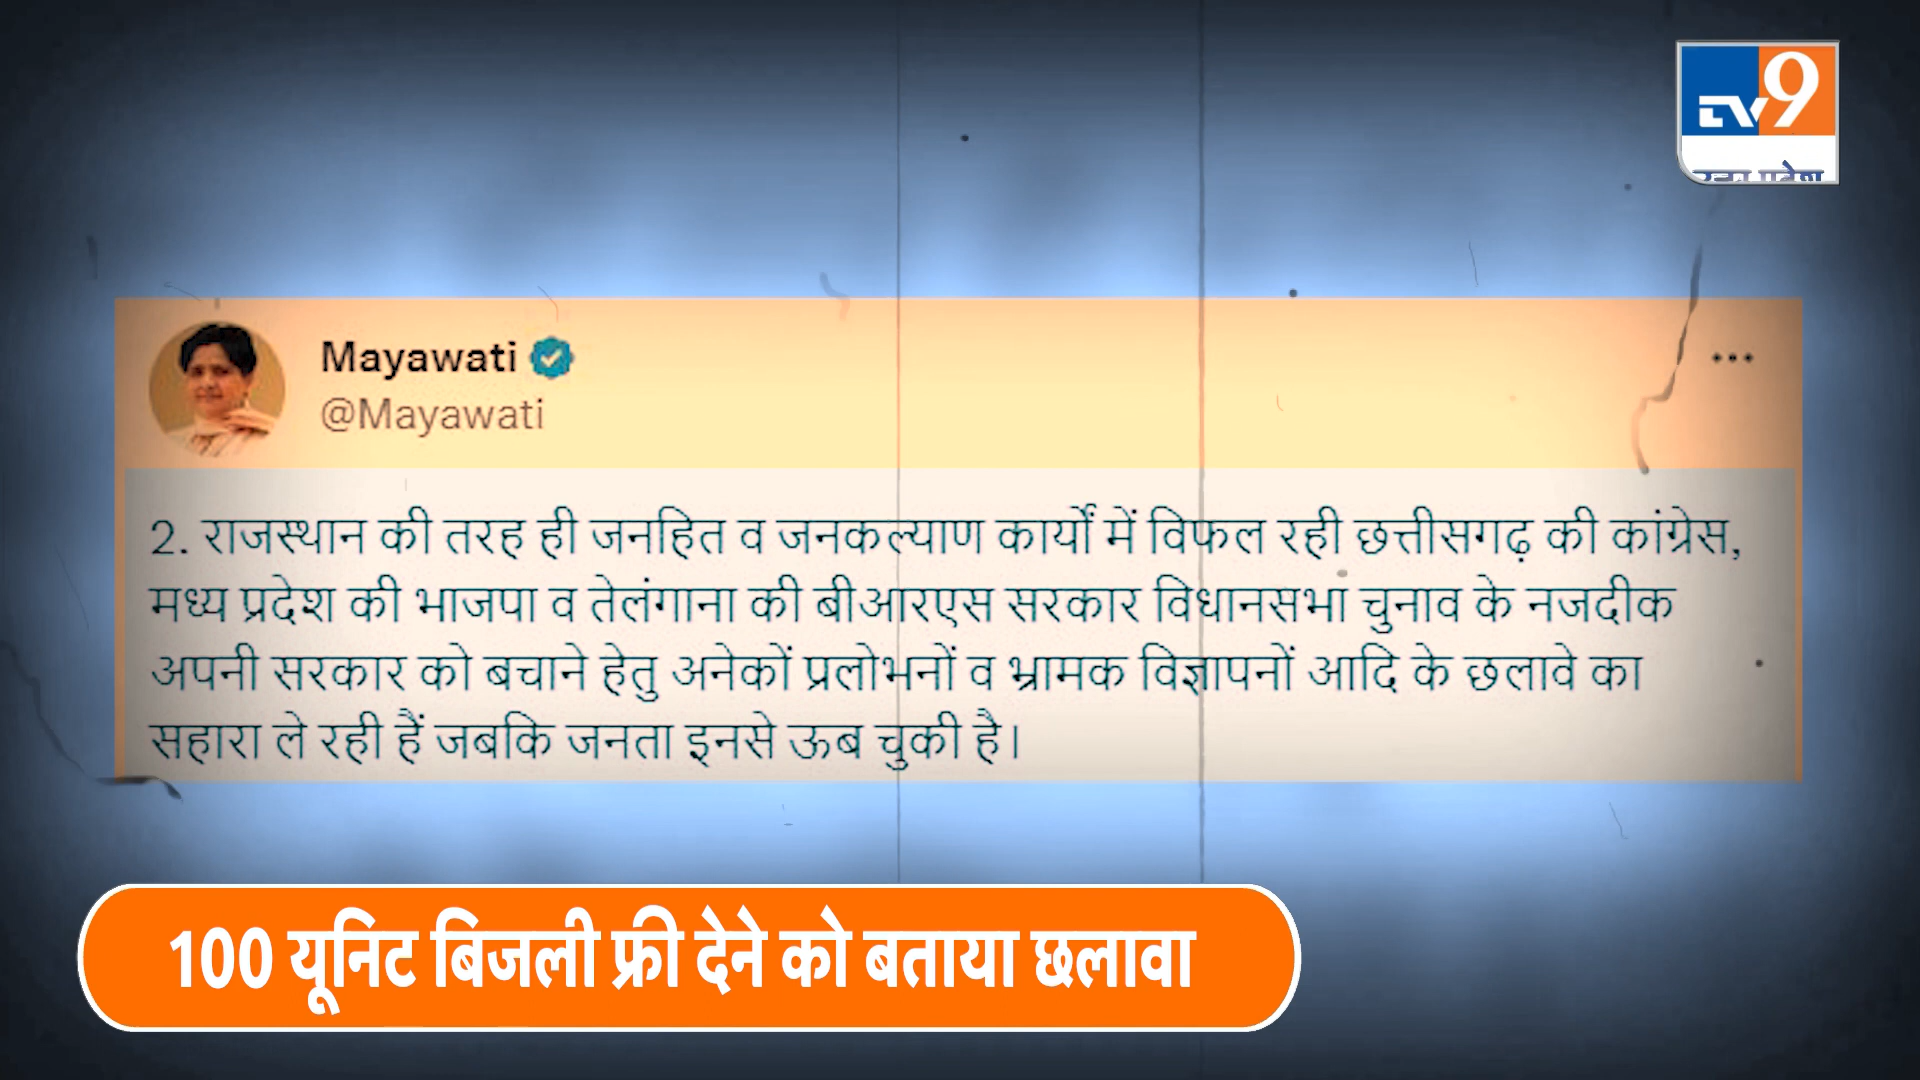 TV9
Mayawati
@Mayawati
2. राजस्थान की तरह ही जनहित व जनकल्याण कार्यों में विफल रही छत्तीसगढ़ की कांग्रेस,
मध्य प्रदेश की भाजपा व तेलंगाना की बीआरएस सरकार विधानसभा चुनाव के नजदीक
अपनी सरकार को बचाने हेतु अनेकों प्रलोभनों व भ्रामक विज्ञापनों आदि के छलावे का
सहारा ले रही हैं जबकि जनता इनसे ऊब चुकी है।
100 यूनिट बिजली फ्री देने को बताया छलावा